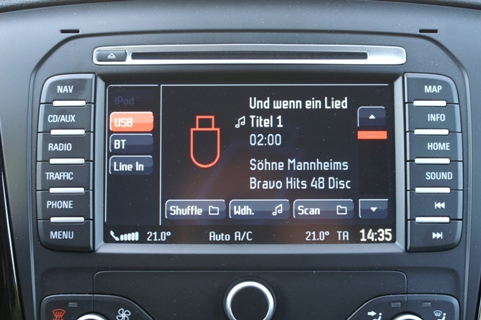 NAV
CD/AUX
RADIO
TRAFFIC
PHONE
MENU
iPod
USB
BT
Line In
Und wenn ein Lied
Titel 1
02:00
Söhne Mannheims
Bravo Hits 48 Disc
Shuffle
Wdh.
Scan
21.0°
Auto A/C
21.0°
TA
14:35
MAP
INFO
HOME
SOUND